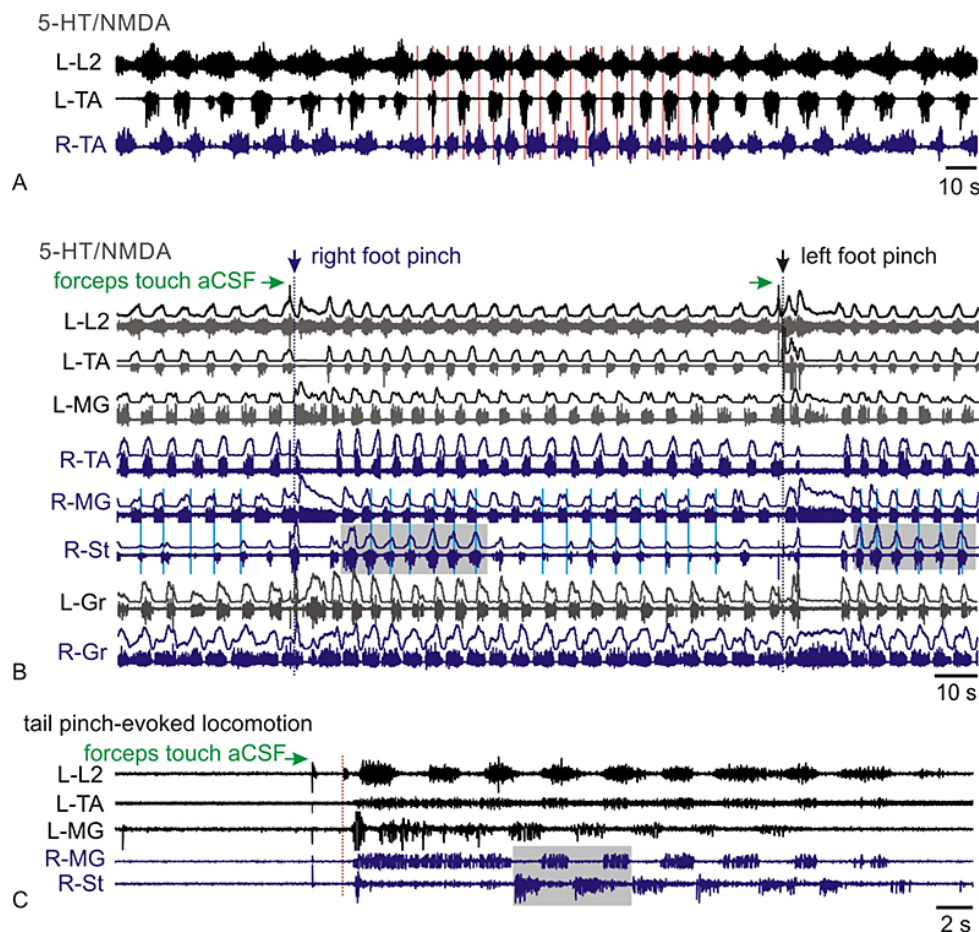 5-HT/NMDA
L-L2
L-TA
R-TA
A
10 s
5-HT/NMDA
right foot pinch
left foot pinch
forceps touch aCSF
L-L2
L-TA
L-MG
R-TA
R-MG
R-St
L-Gr
R-Gr
B
10 s
tail pinch-evoked locomotion
forceps touch aCSF
L-L2
L-TA
L-MG
R-MG
R-St
C
2 s